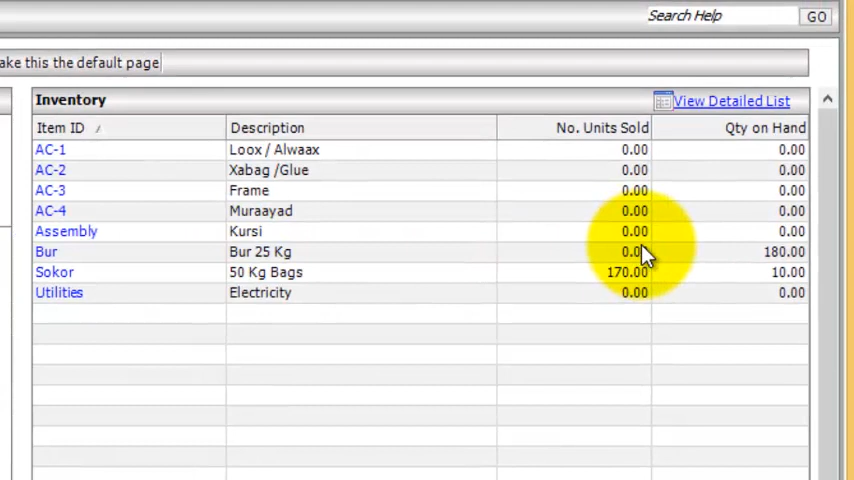 Search Help GO
ake this the default page
Inventory View Detailed List
Item ID / Description No. Units Sold Qty on Hand
AC-1 Loox / Alwaax 0.00 0.00
AC-2 Xabag /Glue 0.00 0.00
AC-3 Frame 0.00 0.00
AC-4 Muraayad 0.00 0.00
Assembly Kursi 0.00 0.00
Bur Bur 25 Kg 0.00 180.00
Sokor 50 Kg Bags 170.00 10.00
Utilities Electricity 0.00 0.00